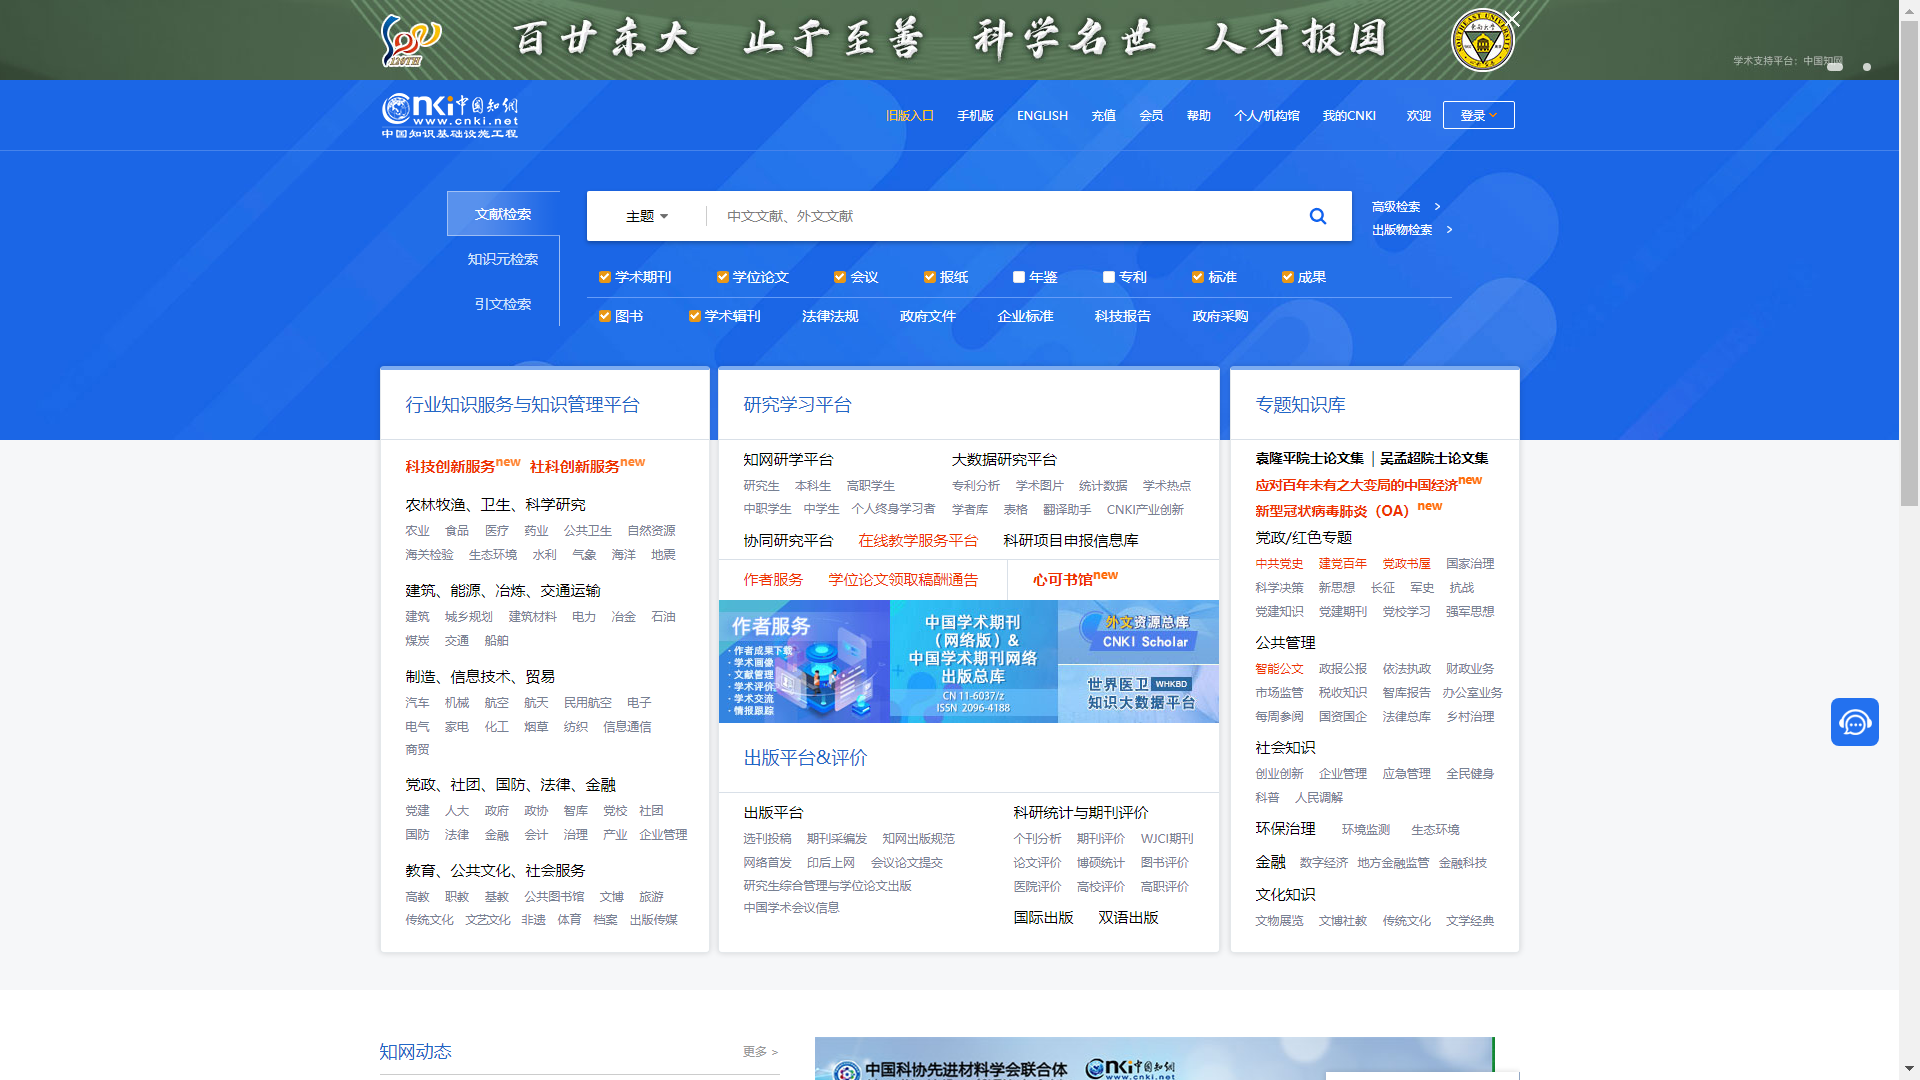 百廿东大 止于至善 科学名世 人才报国
120TH
学术支持平台：中国知网
cnki中国知网
www.cnki.net
中国知识基础设施工程
旧版入口 手机版 ENGLISH 充值 会员 帮助 个人/机构馆 我的CNKI 欢迎 登录
文献检索
知识元检索
引文检索
主题 中文文献、外文文献
高级检索 >
出版物检索 >
学术期刊 学位论文 会议 报纸 年鉴 专利 标准 成果
图书 学术辑刊 法律法规 政府文件 企业标准 科技报告 政府采购
行业知识服务与知识管理平台
科技创新服务new 社科创新服务new
农林牧渔、卫生、科学研究
农业 食品 医疗 药业 公共卫生 自然资源
海关检验 生态环境 水利 气象 海洋 地震
建筑、能源、冶炼、交通运输
建筑 城乡规划 建筑材料 电力 冶金 石油
煤炭 交通 船舶
制造、信息技术、贸易
汽车 机械 航空 航天 民用航空 电子
电气 家电 化工 烟草 纺织 信息通信
商贸
党政、社团、国防、法律、金融
党建 人大 政府 政协 智库 党校 社团
国防 法律 金融 会计 治理 产业 企业管理
教育、公共文化、社会服务
高教 职教 基教 公共图书馆 文博 旅游
传统文化 文艺文化 非遗 体育 档案 出版传媒
研究学习平台
知网研学平台
研究生 本科生 高职学生
中职学生 中学生 个人终身学习者
大数据研究平台
专利分析 学术图片 统计数据 学术热点
学者库 表格 翻译助手 CNKI产业创新
协同研究平台 在线教学服务平台 科研项目申报信息库
作者服务 学位论文领取稿酬通告 心可书馆new
作者服务
·作者成果下载
·学术画像
·文献管理
·学术评价
·学术交流
·情报跟踪
中国学术期刊
（网络版）&
中国学术期刊网络
出版总库
CN 11-6037/z
ISSN 2096-4188
外文资源总库
CNKI Scholar
世界医卫 WHKBD
知识大数据平台
出版平台&评价
出版平台
选刊投稿 期刊采编发 知网出版规范
网络首发 印后上网 会议论文提交
研究生综合管理与学位论文出版
中国学术会议信息
科研统计与期刊评价
个刊分析 期刊评价 WJCI期刊
论文评价 博硕统计 图书评价
医院评价 高校评价 高职评价
国际出版 双语出版
专题知识库
袁隆平院士论文集 | 吴孟超院士论文集
应对百年未有之大变局的中国经济new
新型冠状病毒肺炎（OA）new
党政/红色专题
中共党史 建党百年 党政书屋 国家治理
科学决策 新思想 长征 军史 抗战
党建知识 党建期刊 党校学习 强军思想
公共管理
智能公文 政报公报 依法执政 财政业务
市场监管 税收知识 智库报告 办公室业务
每周参阅 国资国企 法律总库 乡村治理
社会知识
创业创新 企业管理 应急管理 全民健身
科普 人民调解
环保治理 环境监测 生态环境
金融 数字经济 地方金融监管 金融科技
文化知识
文物展览 文博社教 传统文化 文学经典
知网动态 更多 >
中国科协先进材料学会联合体 cnki中国知网
www.cnki.net